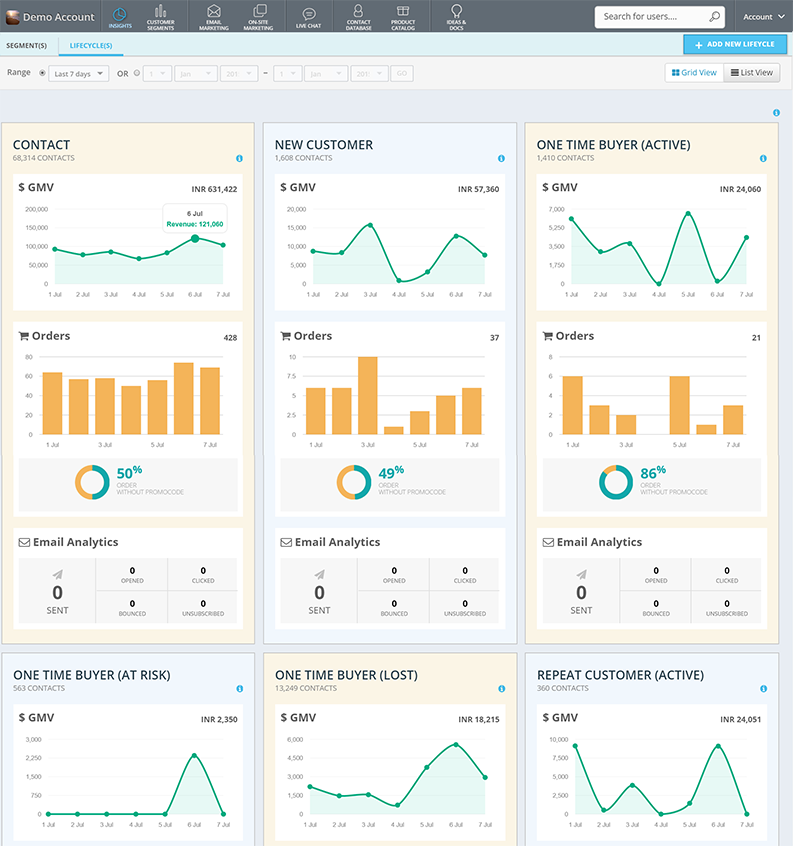 Demo Account
INSIGHTS
CUSTOMER
SEGMENTS
EMAIL
MARKETING
ON-SITE
MARKETING
LIVE CHAT
CONTACT
DATABASE
PRODUCT
CATALOG
IDEAS &
DOCS
Search for users....
Account
SEGMENT(S)
LIFECYCLE(S)
+ ADD NEW LIFEYCLE
Range
Last 7 days
OR
1
Jan
201
–
1
Jan
201
GO
Grid View
List View
CONTACT
68,314 CONTACTS
$ GMV
INR 631,422
200,000
150,000
100,000
50,000
0
6 Jul
Revenue: 121,060
1 Jul 2 Jul 3 Jul 4 Jul 5 Jul 6 Jul 7 Jul
Orders
428
80
60
40
20
0
1 Jul 3 Jul 5 Jul 7 Jul
50%
ORDER
WITHOUT PROMOCODE
Email Analytics
0
SENT
0
OPENED
0
CLICKED
0
BOUNCED
0
UNSUBSCRIBED
NEW CUSTOMER
1,608 CONTACTS
$ GMV
INR 57,360
20,000
15,000
10,000
5,000
0
1 Jul 2 Jul 3 Jul 4 Jul 5 Jul 6 Jul 7 Jul
Orders
37
10
7.5
5
2.5
0
1 Jul 3 Jul 5 Jul 7 Jul
49%
ORDER
WITHOUT PROMOCODE
Email Analytics
0
SENT
0
OPENED
0
CLICKED
0
BOUNCED
0
UNSUBSCRIBED
ONE TIME BUYER (ACTIVE)
1,410 CONTACTS
$ GMV
INR 24,060
7,000
5,250
3,500
1,750
0
1 Jul 2 Jul 3 Jul 4 Jul 5 Jul 6 Jul 7 Jul
Orders
21
8
6
4
2
0
1 Jul 3 Jul 5 Jul 7 Jul
86%
ORDER
WITHOUT PROMOCODE
Email Analytics
0
SENT
0
OPENED
0
CLICKED
0
BOUNCED
0
UNSUBSCRIBED
ONE TIME BUYER (AT RISK)
563 CONTACTS
$ GMV
INR 2,350
3,000
2,250
1,500
750
0
1 Jul 2 Jul 3 Jul 4 Jul 5 Jul 6 Jul 7 Jul
ONE TIME BUYER (LOST)
13,249 CONTACTS
$ GMV
INR 18,215
6,000
4,500
3,000
1,500
0
1 Jul 2 Jul 3 Jul 4 Jul 5 Jul 6 Jul 7 Jul
REPEAT CUSTOMER (ACTIVE)
360 CONTACTS
$ GMV
INR 24,051
10,000
7,500
5,000
2,500
0
1 Jul 2 Jul 3 Jul 4 Jul 5 Jul 6 Jul 7 Jul